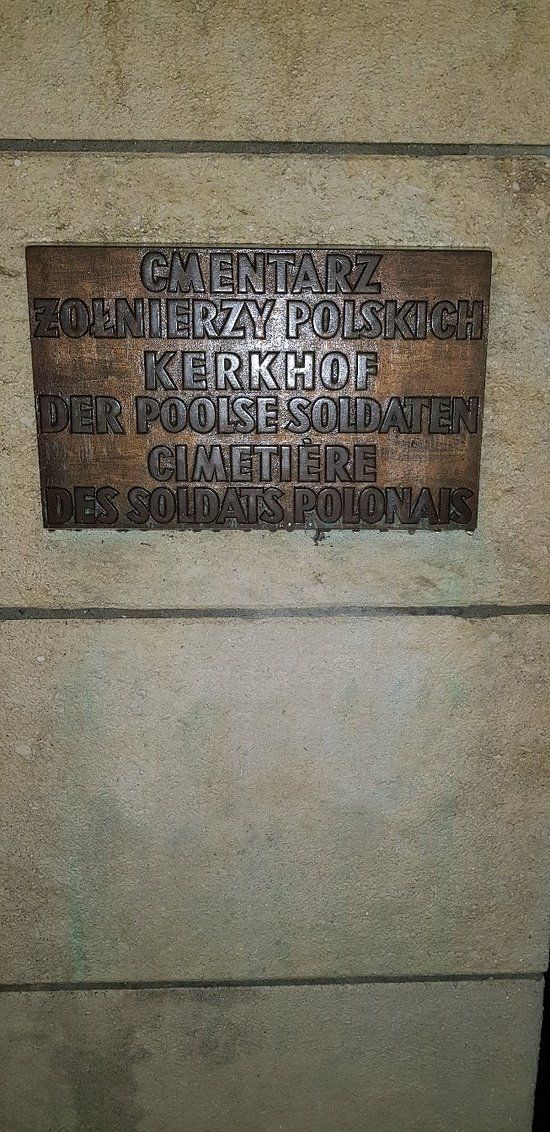 CMENTARZ
ŻOŁNIERZY POLSKICH
KERKHOF
DER POOLSE SOLDATEN
CIMETIÈRE
DES SOLDATS POLONAIS